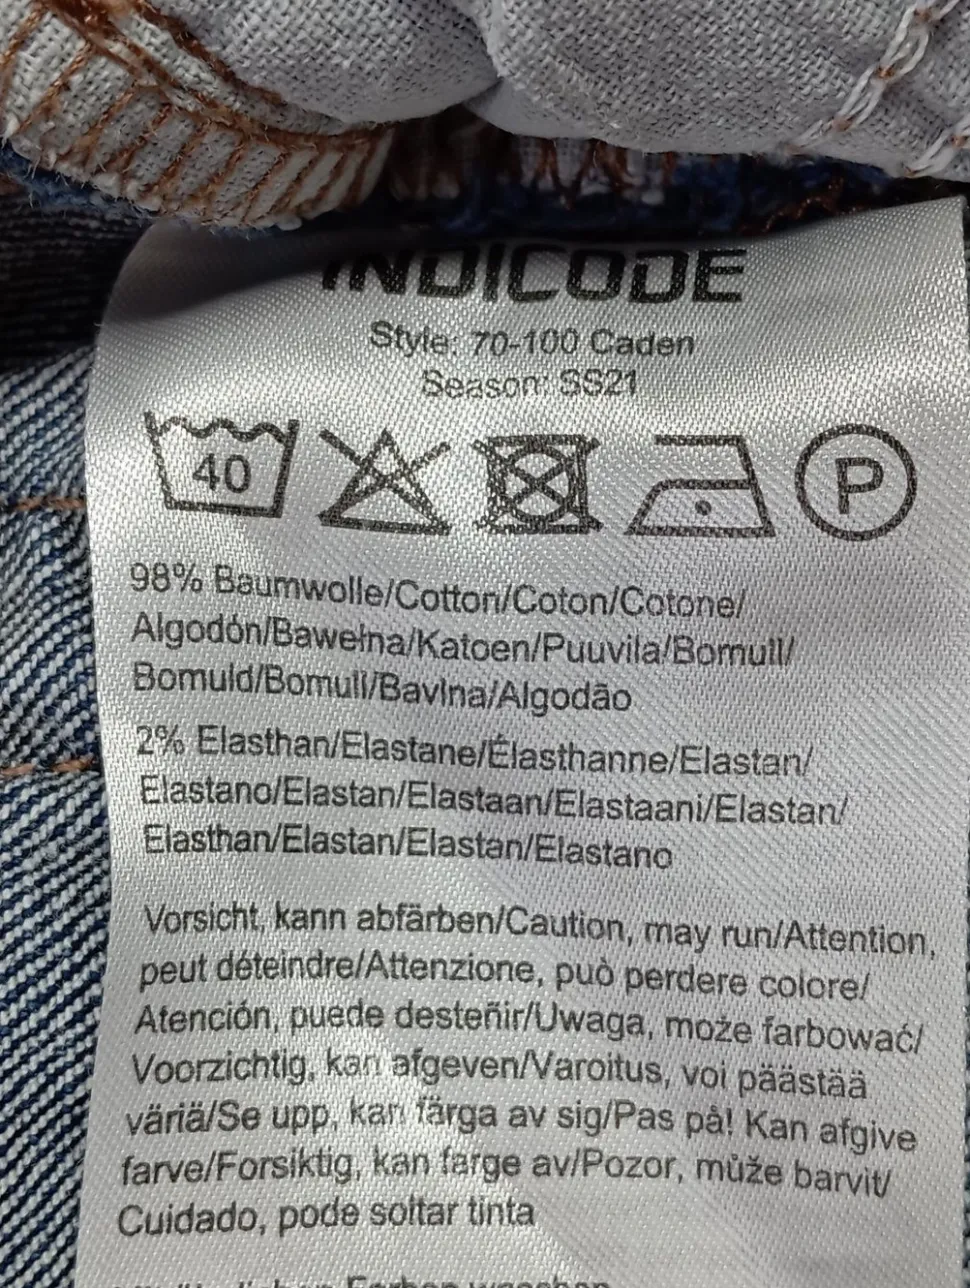 INDICODE
Style: 70-100 Caden
Season: SS21
40
P
98% Baumwolle/Cotton/Coton/Cotone/
Algodón/Bawełna/Katoen/Puuvilla/Bomull/
Bomuld/Bomull/Bavlna/Algodão
2% Elasthan/Elastane/Élasthanne/Elastan/
Elastano/Elastan/Elastaan/Elastaani/Elastan/
Elasthan/Elastan/Elastan/Elastano
Vorsicht, kann abfärben/Caution, may run/Attention,
peut déteindre/Attenzione, può perdere colore/
Atención, puede desteñir/Uwaga, może farbować/
Voorzichtig, kan afgeven/Varoitus, voi päästää
väriä/Se upp, kan färga av sig/Pas på! Kan afgive
farve/Forsiktig, kan farge av/Pozor, může barvit/
Cuidado, pode soltar tinta
Farben waschen